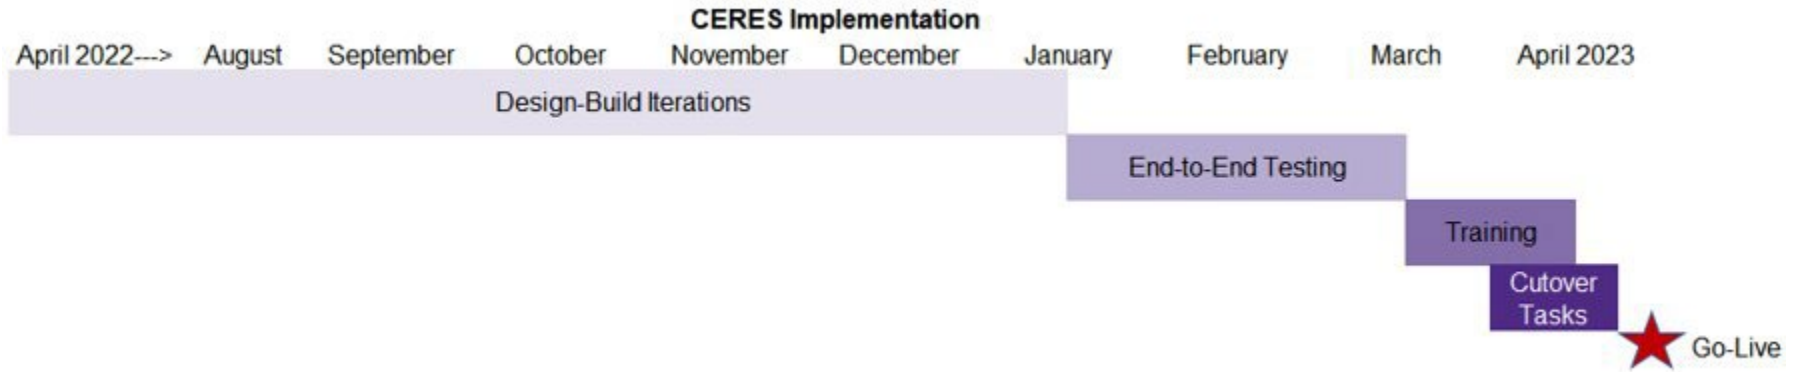 CERES Implementation
April 2022---> August September October November December January February March April 2023
Design-Build Iterations
End-to-End Testing
Training
Cutover
Tasks
Go-Live